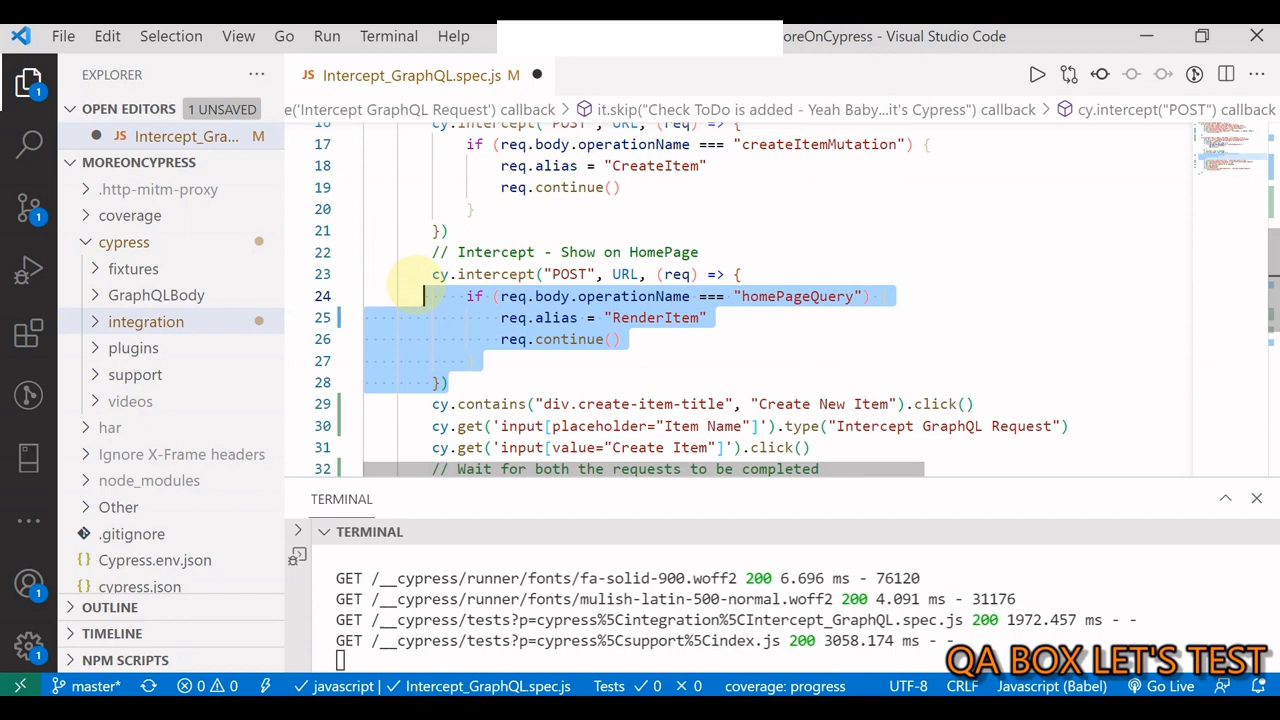 File Edit Selection View Go Run Terminal Help oreOnCypress - Visual Studio Code
EXPLORER ···
JS Intercept_GraphQL.spec.js M
OPEN EDITORS 1 UNSAVED
e('Intercept GraphQL Request') callback > it.skip("Check ToDo is added - Yeah Baby...it's Cypress") callback > cy.intercept("POST") callback
JS Intercept_Gra... M
MOREONCYPRESS
.http-mitm-proxy
coverage
cypress
fixtures
GraphQLBody
integration
plugins
support
videos
har
Ignore X-Frame headers
node_modules
Other
.gitignore
{} Cypress.env.json
{} cypress.json
OUTLINE
TIMELINE
NPM SCRIPTS
16 cy.intercept("POST", URL, (req) => {
17 if (req.body.operationName === "createItemMutation") {
18 req.alias = "CreateItem"
19 req.continue()
20 }
21 })
22 // Intercept - Show on HomePage
23 cy.intercept("POST", URL, (req) => {
24 if (req.body.operationName === "homePageQuery") {
25 req.alias = "RenderItem"
26 req.continue()
27 }
28 })
29 cy.contains("div.create-item-title", "Create New Item").click()
30 cy.get('input[placeholder="Item Name"]').type("Intercept GraphQL Request")
31 cy.get('input[value="Create Item"]').click()
32 // Wait for both the requests to be completed
TERMINAL
TERMINAL
GET /__cypress/runner/fonts/fa-solid-900.woff2 200 6.696 ms - 76120
GET /__cypress/runner/fonts/mulish-latin-500-normal.woff2 200 4.091 ms - 31176
GET /__cypress/tests?p=cypress%5Cintegration%5CIntercept_GraphQL.spec.js 200 1972.457 ms - -
GET /__cypress/tests?p=cypress%5Csupport%5Cindex.js 200 3058.174 ms - -
QA BOX LET'S TEST
master* 0 0 javascript | Intercept_GraphQL.spec.js Tests 0 0 coverage: progress UTF-8 CRLF Javascript (Babel) Go Live
1
1
1
1